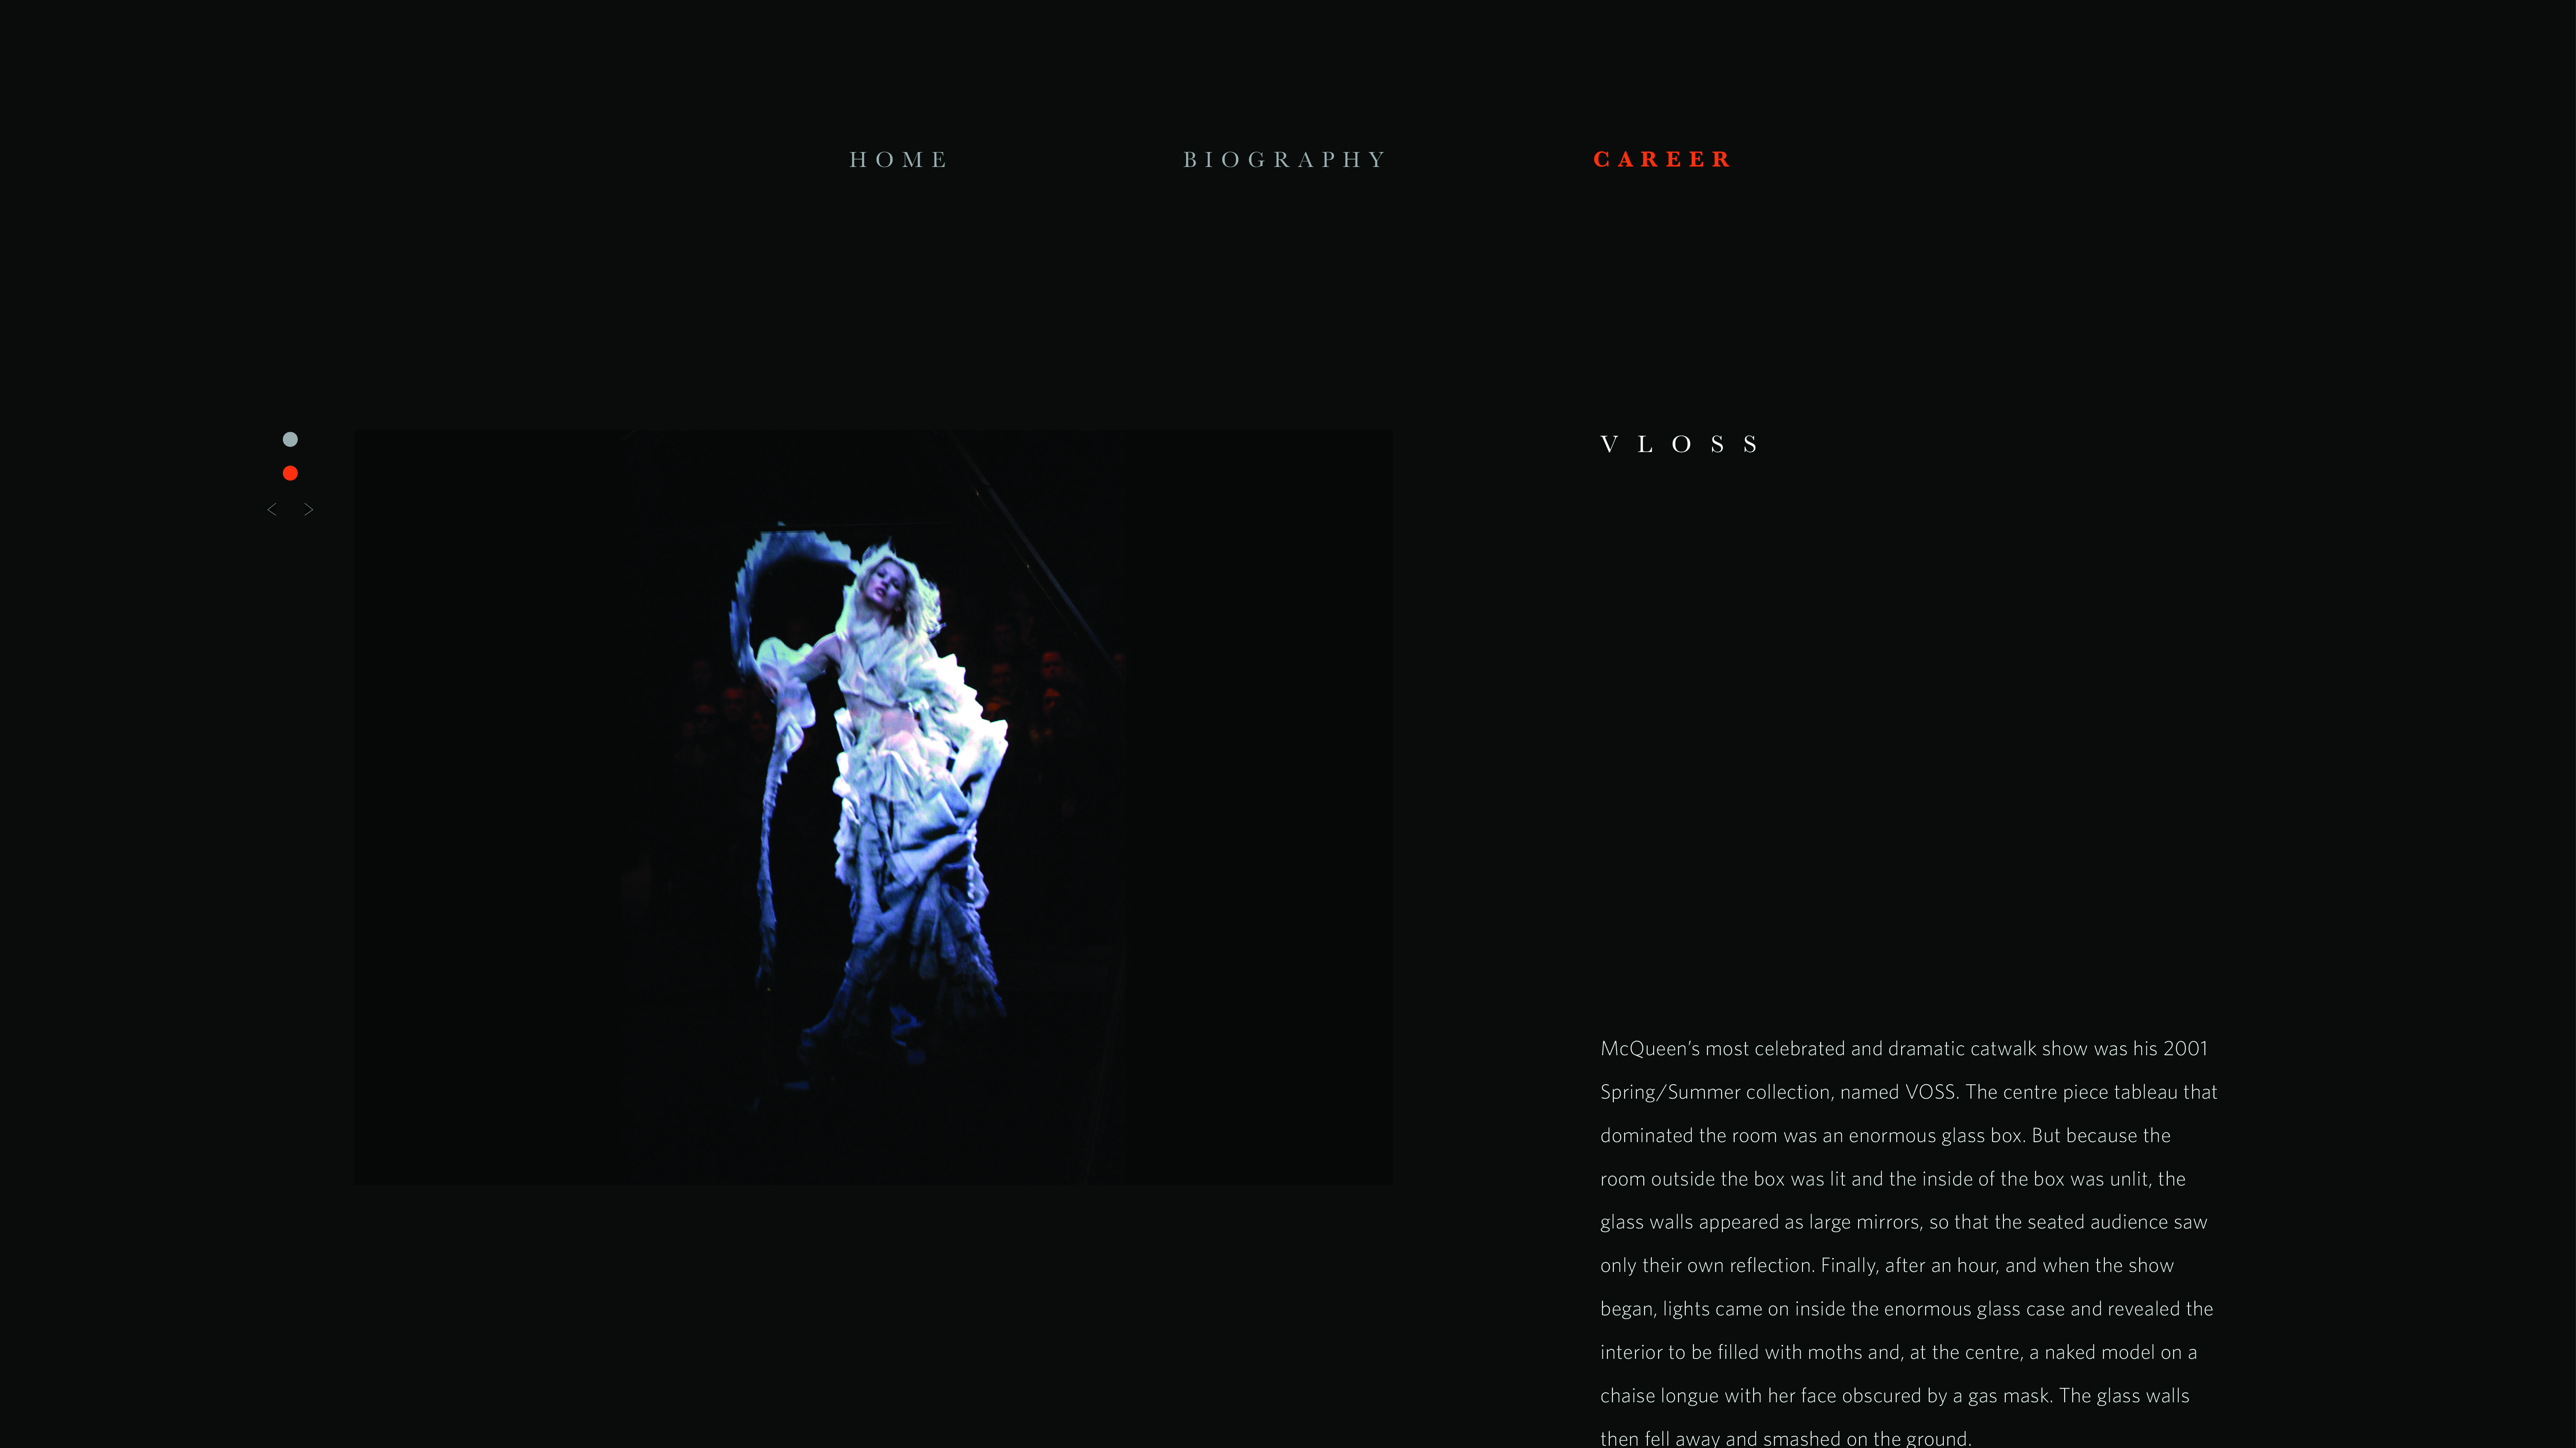 HOME
BIOGRAPHY
CAREER
VLOSS
McQueen’s most celebrated and dramatic catwalk show was his 2001
Spring/Summer collection, named VOSS. The centre piece tableau that
dominated the room was an enormous glass box. But because the
room outside the box was lit and the inside of the box was unlit, the
glass walls appeared as large mirrors, so that the seated audience saw
only their own reflection. Finally, after an hour, and when the show
began, lights came on inside the enormous glass case and revealed the
interior to be filled with moths and, at the centre, a naked model on a
chaise longue with her face obscured by a gas mask. The glass walls
then fell away and smashed on the ground.